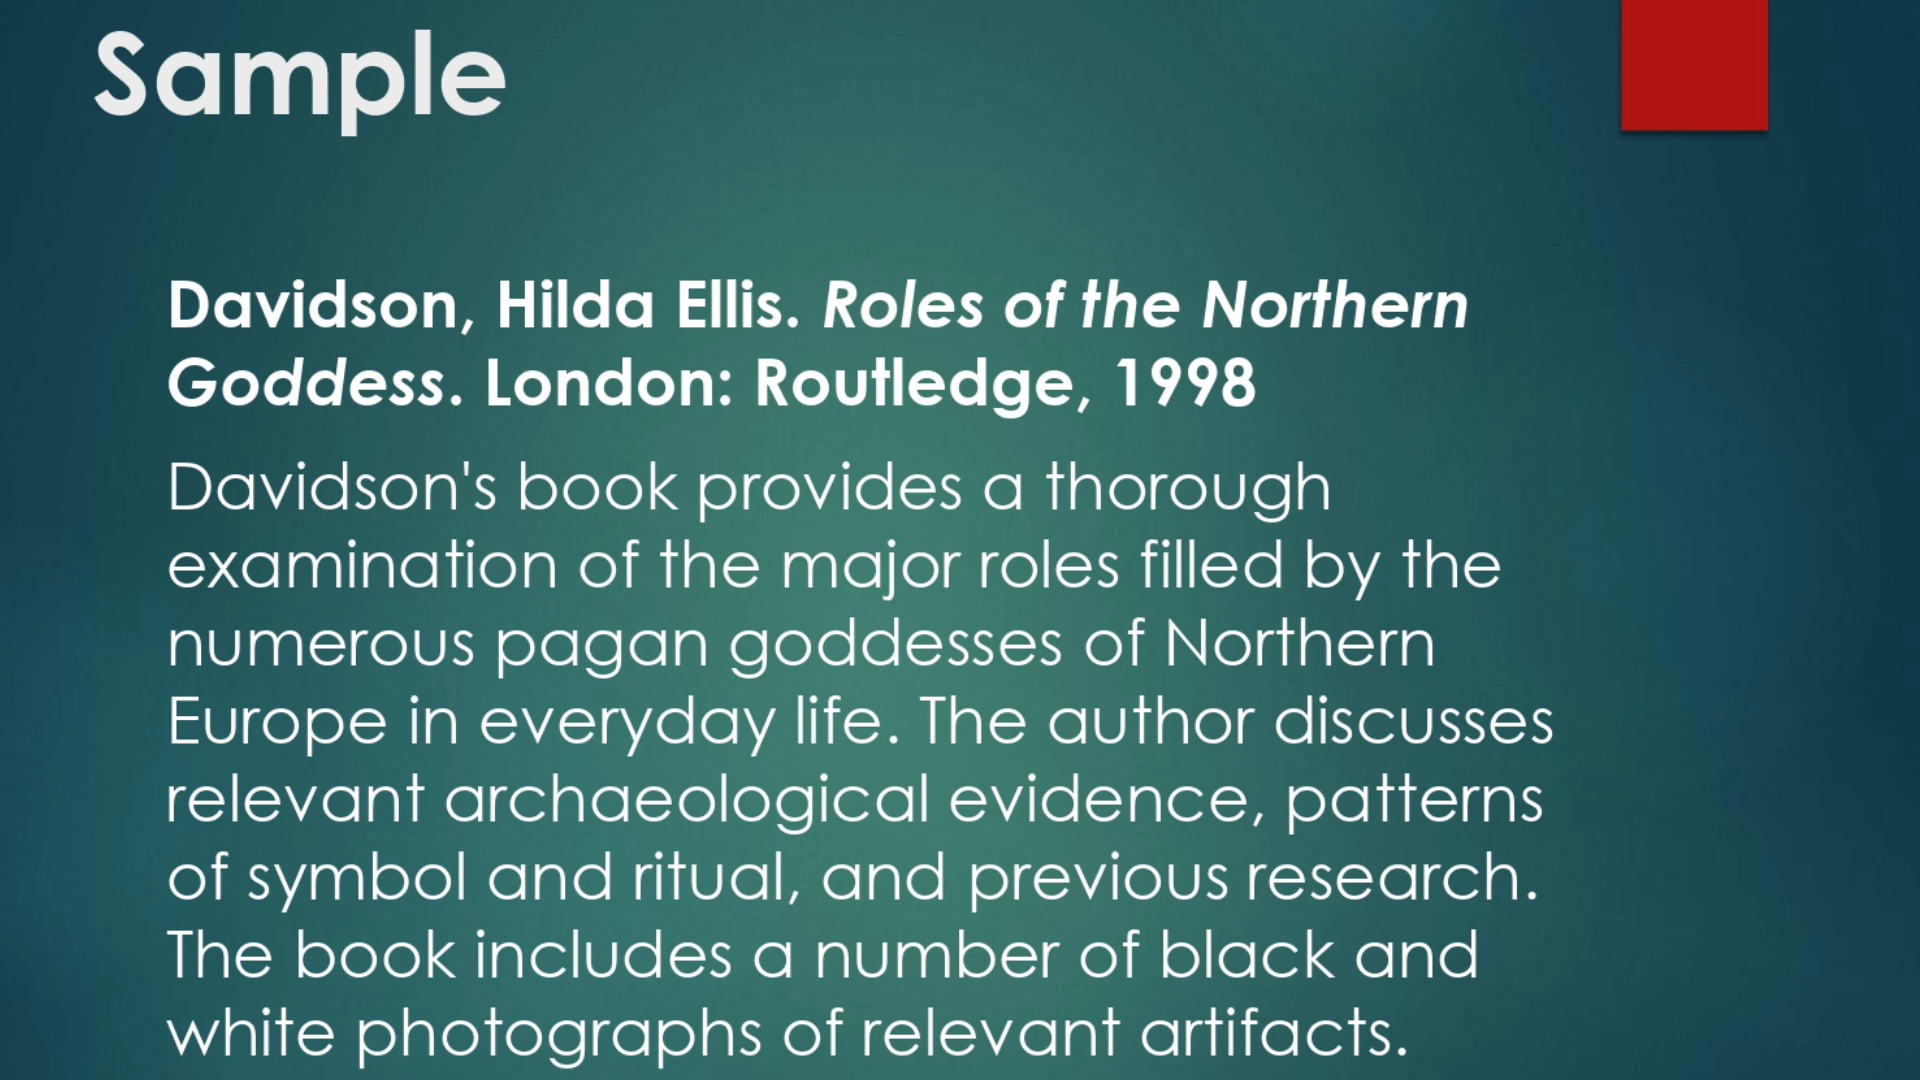 Sample
Davidson, Hilda Ellis. Roles of the Northern
Goddess. London: Routledge, 1998
Davidson's book provides a thorough
examination of the major roles filled by the
numerous pagan goddesses of Northern
Europe in everyday life. The author discusses
relevant archaeological evidence, patterns
of symbol and ritual, and previous research.
The book includes a number of black and
white photographs of relevant artifacts.